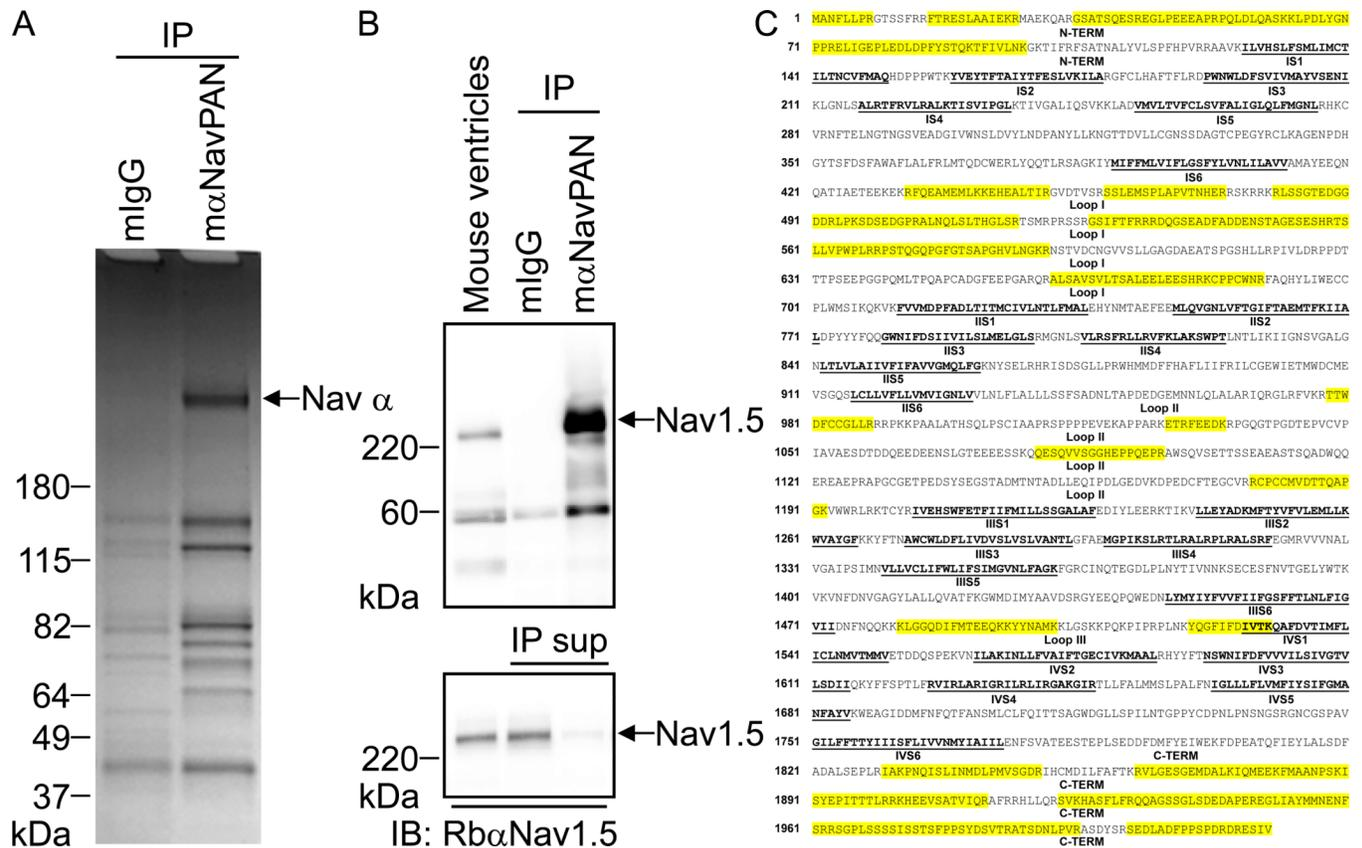 A
IP
mIgG
mαNavPAN
Nav α
180
115
82
64
49
37
kDa
B
Mouse ventricles
IP
mIgG
mαNavPAN
Nav1.5
220
60
kDa
IP sup
Nav1.5
220
kDa
IB: RbαNav1.5
C
1 MANFLLPRGTSSFRRFTRESLAAIEKRMAEKQARGSATSQESREGLPEEEAPRPQLDLQASKKLPDLYGN
N-TERM
71 PPRELIGEPLEDLDPFYSTQKTFIVLNKGKTIFRFSATNALYVLSPFHPVRRAAVKILVHSLFSMLIMCT
N-TERM IS1
141 ILTNCVFMAQHDPPPWTKYVEYTFTAIYTFESLVKILARGFCLHAFTFLRDPWNWLDFSVIVMAYVSENI
IS2 IS3
211 KLGNLSALRTFRVLRALKTISVIPGLKTIVGALIQSVKKLADVMVLTVFCLSVFALIGLQLFMGNLRHKC
IS4 IS5
281 VRNFTELNGTNGSVEADGIVWNSLDVYLNDPANYLLKNGTTDVLLCGNSSDAGTCPEGYRCLKAGENPDH
351 GYTSFDSFAWAFLALFRLMTQDCWERLYQQTLRSAGKIYMIFFMLVIFLGSFYLVNLILAVVAMAYEEQN
IS6
421 QATIAETEEKEKRFQEAMEMLKKEHEALTIRGVDTVSRSSLEMSPLAPVTNHERRSKRRKRLSSGTEDGG
Loop I
491 DDRLPKSDSEDGPRALNQLSLTHGLSRTSMRPRSSRGSIFTFRRRDQGSEADFADDENSTAGESESHRTS
Loop I
561 LLVPWPLRRPSTQGQPGFGTSAPGHVLNGKRNSTVDCNGVVSLLGAGDAEATSPGSHLLRPIVLDRPPDT
Loop I
631 TTPSEEPGGPQMLTPQAPCADGFEEPGARQRALSAVSVLTSALEELEESHRKCPPCWNRFAQHYLIWECC
Loop I
701 PLWMSIKQKVKFVVMDPFADLTITMCIVLNTLFMALEHYNMTAEFEEMLQVGNLVFTGIFTAEMTFKIIA
IIS1 IIS2
771 LDPYYYFQQGWNIFDSIIVILSLMELGLSRMGNLSVLRSFRLLRVFKLAKSWPTLNTLIKIIGNSVGALG
IIS3 IIS4
841 NLTLVLAIIVFIFAVVGMQLFGKNYSELRHRISDSGLLPRWHMMDFFHAFLIIFRILCGEWIETMWDCME
IIS5
911 VSGQSLCLLVFLLVMVIGNLVVLNLFLALLLSSFSADNLTAPDEDGEMNNLQLALARIQRGLRFVKRTTW
IIS6 Loop II
981 DFCCGLLRRRPKKPAALATHSQLPSCIAAPRSPPPPEVEKAPPARKETRFEEDKRPGQGTPGDTEPVCVP
Loop II
1051 IAVAESDTDDQEEDEENSLGTEEESSKQQESQVVSGGHEPPQEPRAWSQVSETTSSEAEASTSQADWQQ
Loop II
1121 EREAEPRAPGCGETPEDSYSEGSTADMTNTADLLEQIPDLGEDVKDPEDCFTEGCVRRCPCCMVDTTQAP
Loop II
1191 GKVWWRLRKTCYRIVEHSWFETFIIFMILLSSGALAFEDIYLEERKTIKVLLEYADKMFTYVFVLEMLLK
IIIS1 IIIS2
1261 WVAYGFKKYFTNAWCWLDFLIVDVSLVSLVANTLGFAEMGPIKSLRTLRALRPLRALSRFEGMRVVVNAL
IIIS3 IIIS4
1331 VGAIPSIMNVLLVCLIFWLIFSIMGVNLFAGKFGRCINQTEGDLPLNYTIVNNKSECESFNVTGELYWTK
IIIS5
1401 VKVNFDNVGAGYLALLQVATFKGWMDIMYAAVDSRGYEEQPQWEDNLYMYIYFVVFIIFGSFFTLNLFIG
IIIS6
1471 VIIDNFNQQKKKLGGQDIFMTEEQKKYYNAMKKLGSKKPQKPIPRPLNKYQGFIFDIVTKQAFDVTIMFL
Loop III IVS1
1541 ICLNMVTMMVETDDQSPEKVNILAKINLLFVAIFTGECIVKMAALRHYYFTNSWNIFDFVVVILSIVGTV
IVS2 IVS3
1611 LSDIIQKYFFSPTLFRVIRLARIGRILRLIRGAKGIRTLLFALMMSLPALFNIGLLLFLVMFIYSIFGMA
IVS4 IVS5
1681 NFAYVKWEAGIDDMFNFQTFANSMLCLFQITTSAGWDGLLSPILNTGPPYCDPNLPNSNGSRGNCGSPAV
1751 GILFFTTYIIISFLIVVNMYIAIILENFSVATEESTEPLSEDDFDMFYEIWEKFDPEATQFIEYLALSDF
IVS6 C-TERM
1821 ADALSEPLRIAKPNQISLINMDLPMVSGDRIHCMDILFAFTKRVLGESGEMDALKIQMEEKFMAANPSKI
C-TERM
1891 SYEPITTTLRRKHEEVSATVIQRAFRRHLLQRSVKHASFLFRQQAGSSGLSDEDAPEREGLIAYMMNENF
C-TERM
1961 SRRSGPLSSSSISSTSFPPSYDSVTRATSDNLPVRASDYSRSEDLADFPPSPDRDRESIV
C-TERM